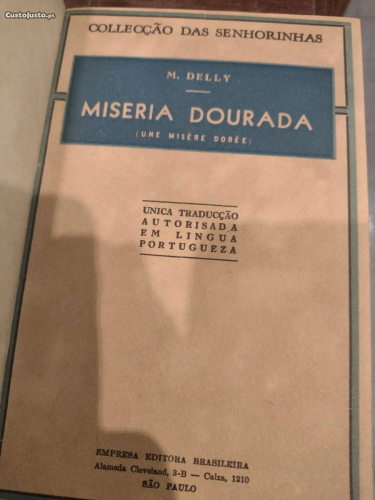 CustoJusto.pt
COLLECÇÃO DAS SENHORINHAS
M. DELLY
MISERIA DOURADA
(UNE MISÈRE DORÉE)
UNICA TRADUCÇÃO
AUTORISADA
EM LINGUA
PORTUGUEZA
EMPRESA EDITORA BRASILEIRA
Alameda Cleveland, 3-B — Caixa, 1210
SÃO PAULO